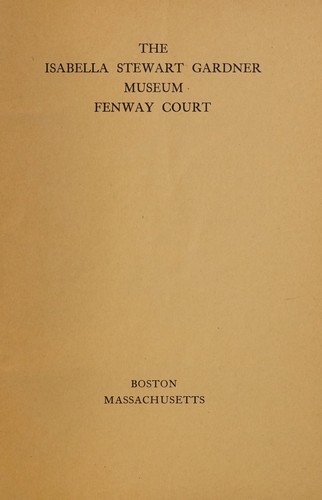 THE
ISABELLA STEWART GARDNER
MUSEUM
FENWAY COURT
BOSTON
MASSACHUSETTS